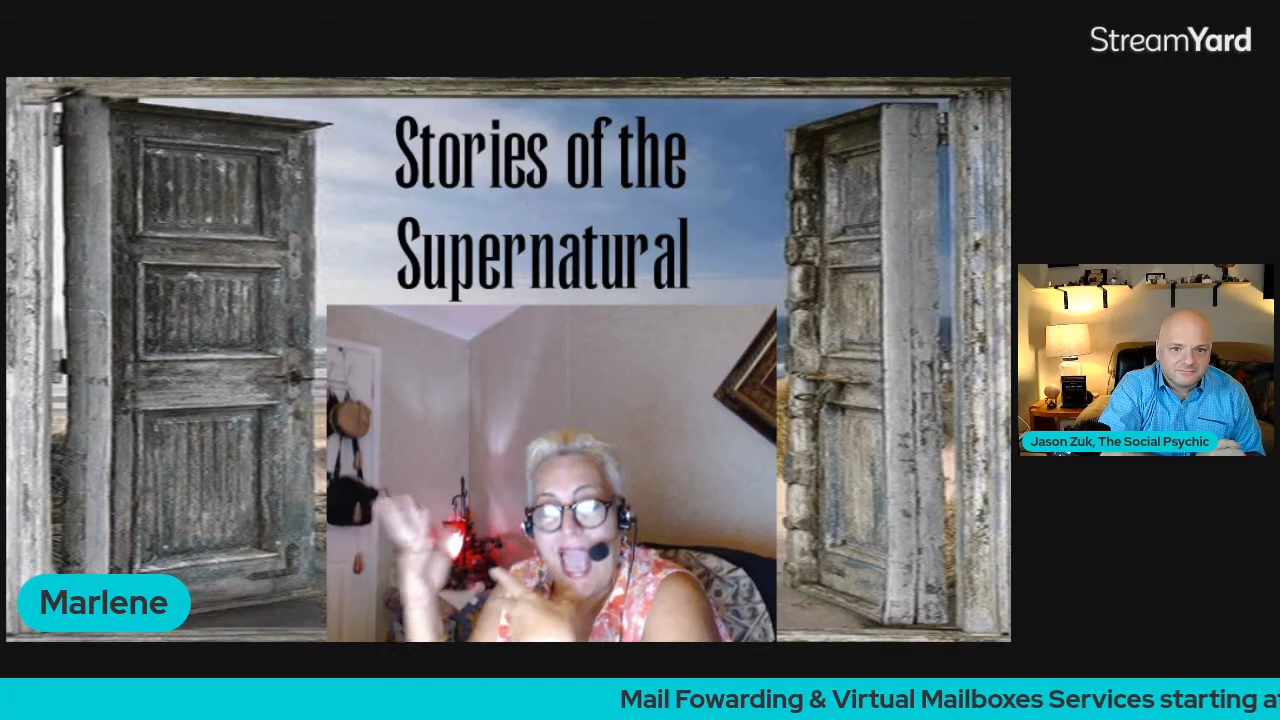 StreamYard
Stories of the
Supernatural
Jason Zuk, The Social Psychic
Marlene
Mail Fowarding & Virtual Mailboxes Services starting at